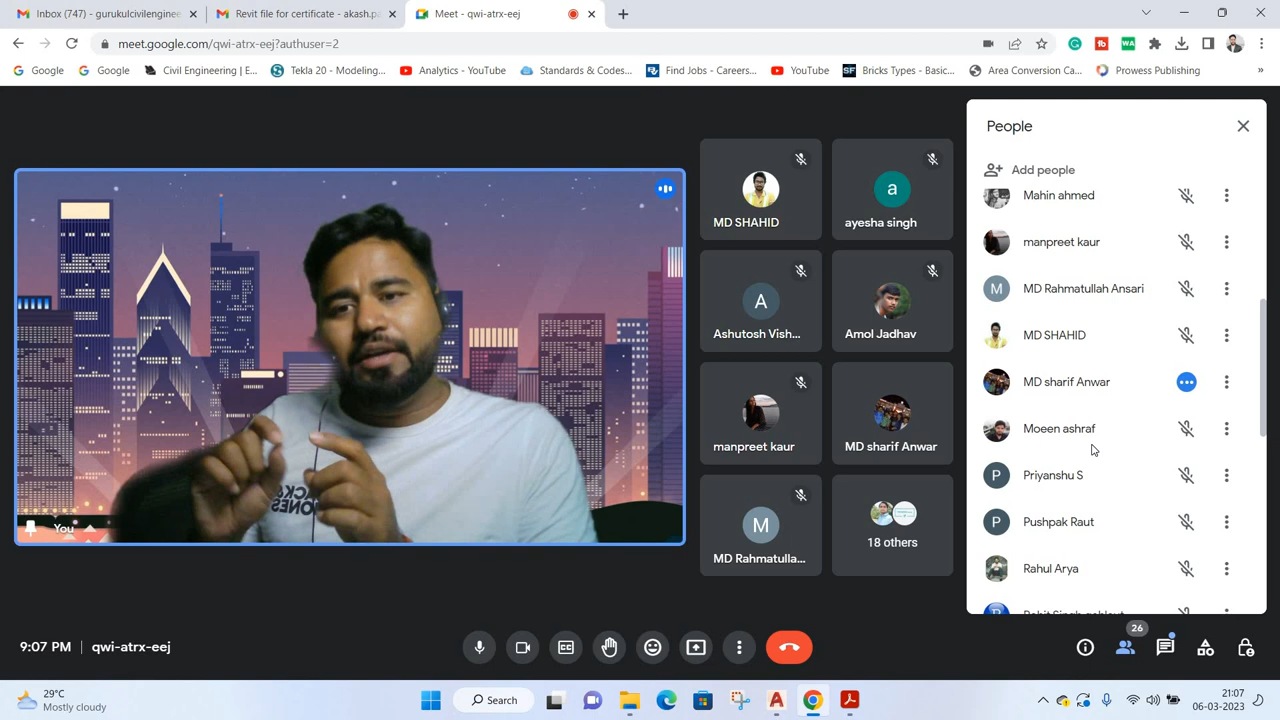 Inbox (747) - gurukulcivilengine
Revit file for certificate - akash.pa
Meet - qwi-atrx-eej
meet.google.com/qwi-atrx-eej?authuser=2
Google
Google
Civil Engineering | E...
Tekla 20 - Modeling...
Analytics - YouTube
Standards & Codes...
Find Jobs - Careers...
YouTube
Bricks Types - Basic...
Area Conversion Ca...
Prowess Publishing
»
You
MD SHAHID
a
ayesha singh
A
Ashutosh Vish...
Amol Jadhav
manpreet kaur
MD sharif Anwar
M
MD Rahmatulla...
18 others
People
Add people
Mahin ahmed
manpreet kaur
M
MD Rahmatullah Ansari
MD SHAHID
MD sharif Anwar
Moeen ashraf
P
Priyanshu S
P
Pushpak Raut
Rahul Arya
9:07 PM | qwi-atrx-eej
26
29°C
Mostly cloudy
Search
21:07
06-03-2023